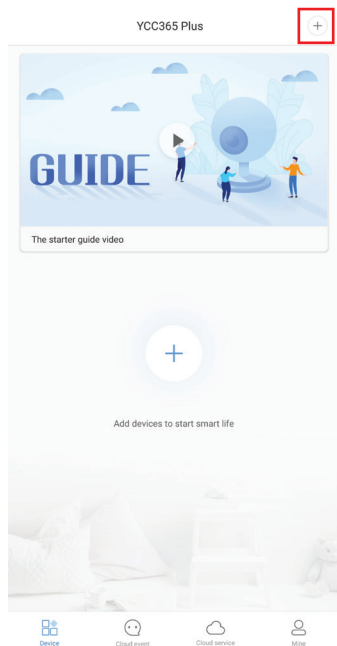 YCC365 Plus
GUIDE
The starter guide video
Add devices to start smart life
Device
Cloud event
Cloud service
Mine